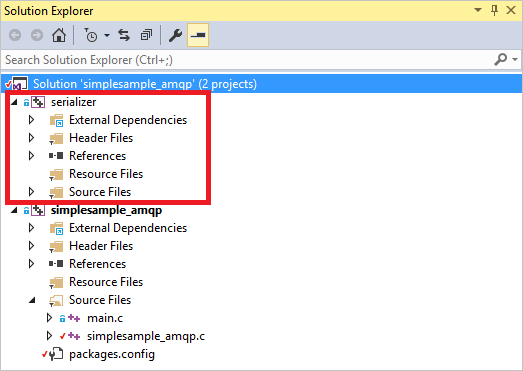 Solution Explorer
Search Solution Explorer (Ctrl+;)
Solution 'simplesample_amqp' (2 projects)
serializer
External Dependencies
Header Files
References
Resource Files
Source Files
simplesample_amqp
External Dependencies
Header Files
References
Resource Files
Source Files
main.c
simplesample_amqp.c
packages.config